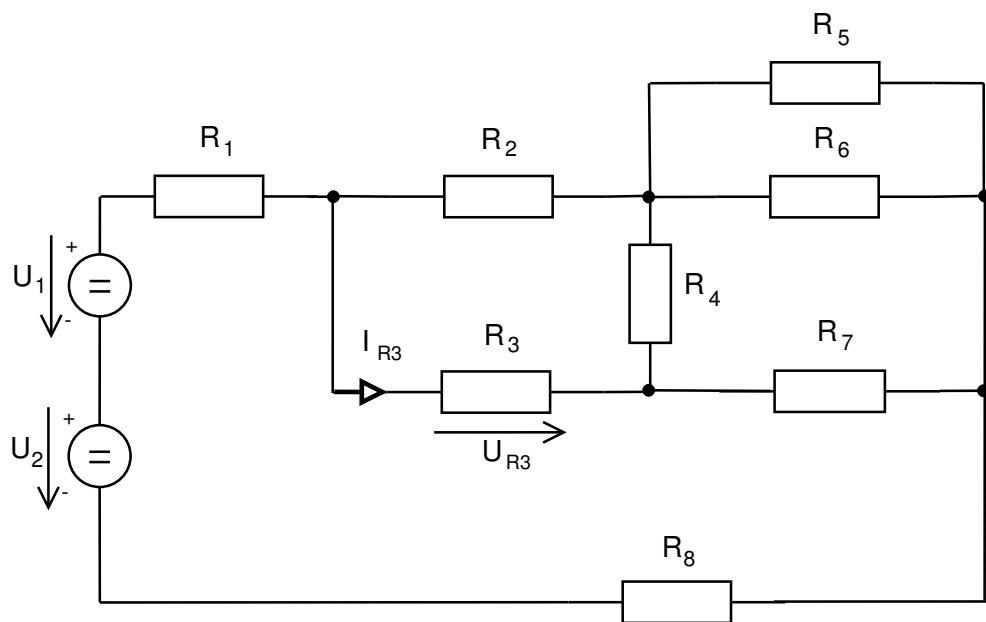 R5
R1
R2
R6
+
U1
=
-
R4
IR3
R3
R7
+
U2
=
-
UR3
R8